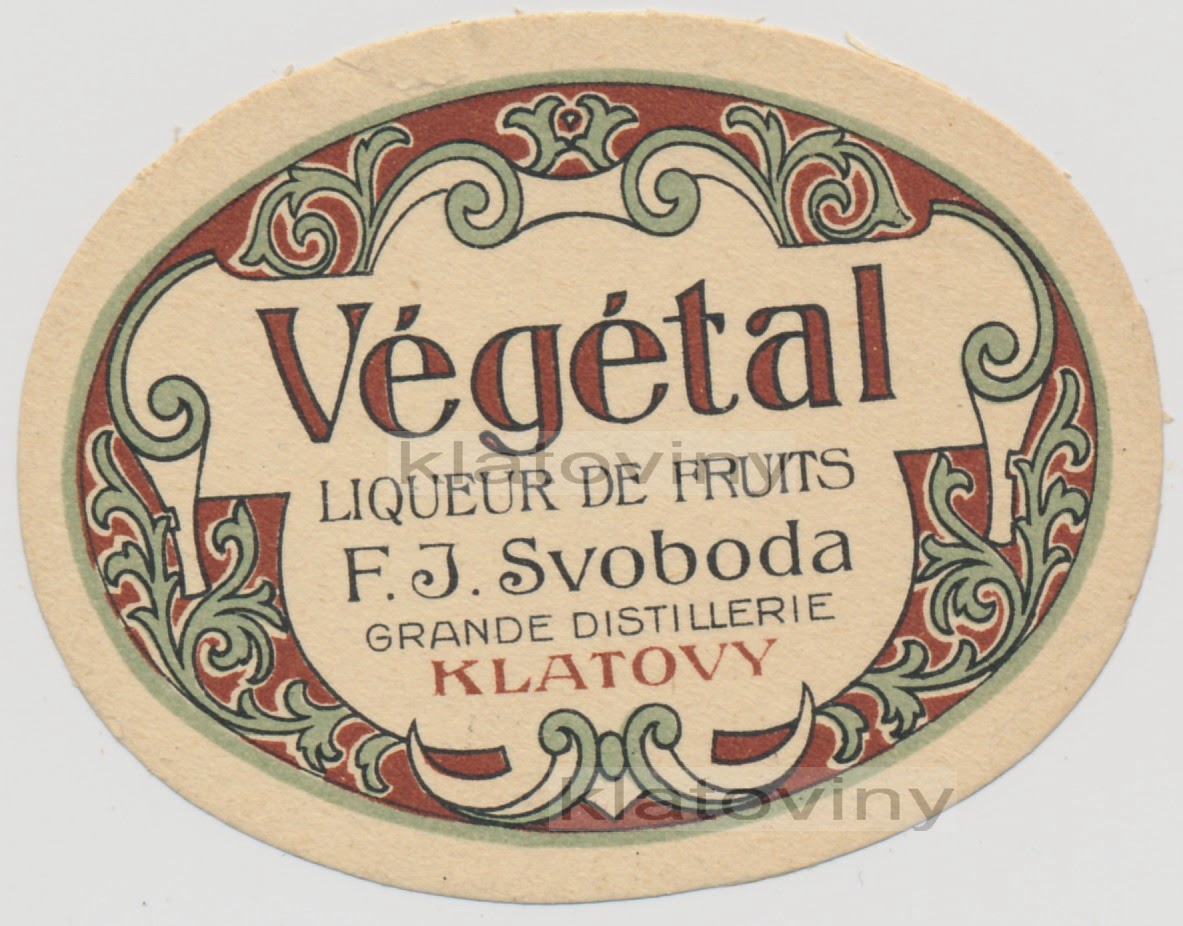 Végétal
klatoviny
LIQUEUR DE FRUITS
F. J. Svoboda
GRANDE DISTILLERIE
KLATOVY
klatoviny